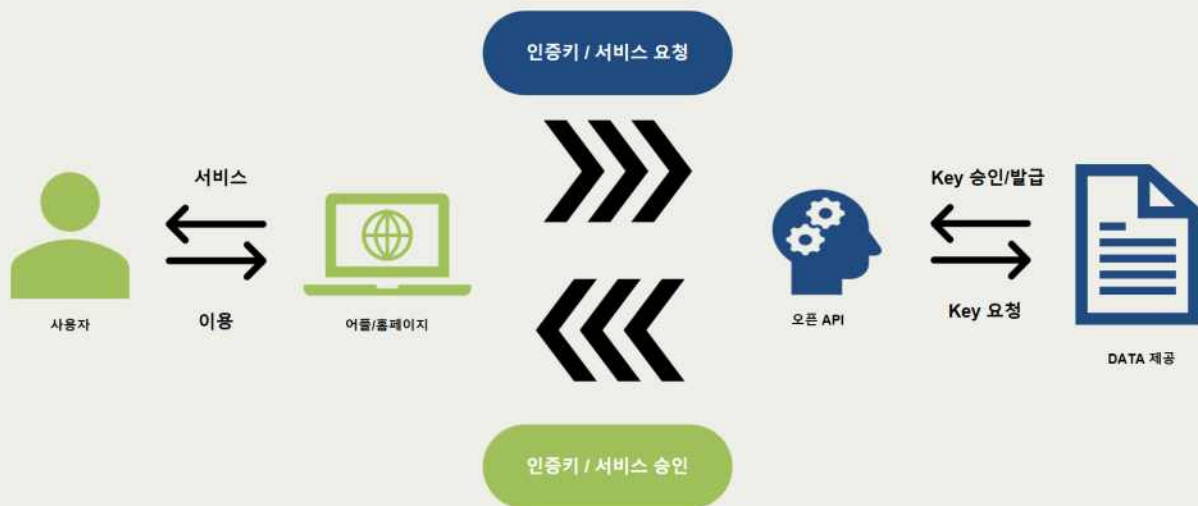 인증키 / 서비스 요청
서비스
Key 승인/발급
이용
Key 요청
사용자
어플/홈페이지
오픈 API
DATA 제공
인증키 / 서비스 승인